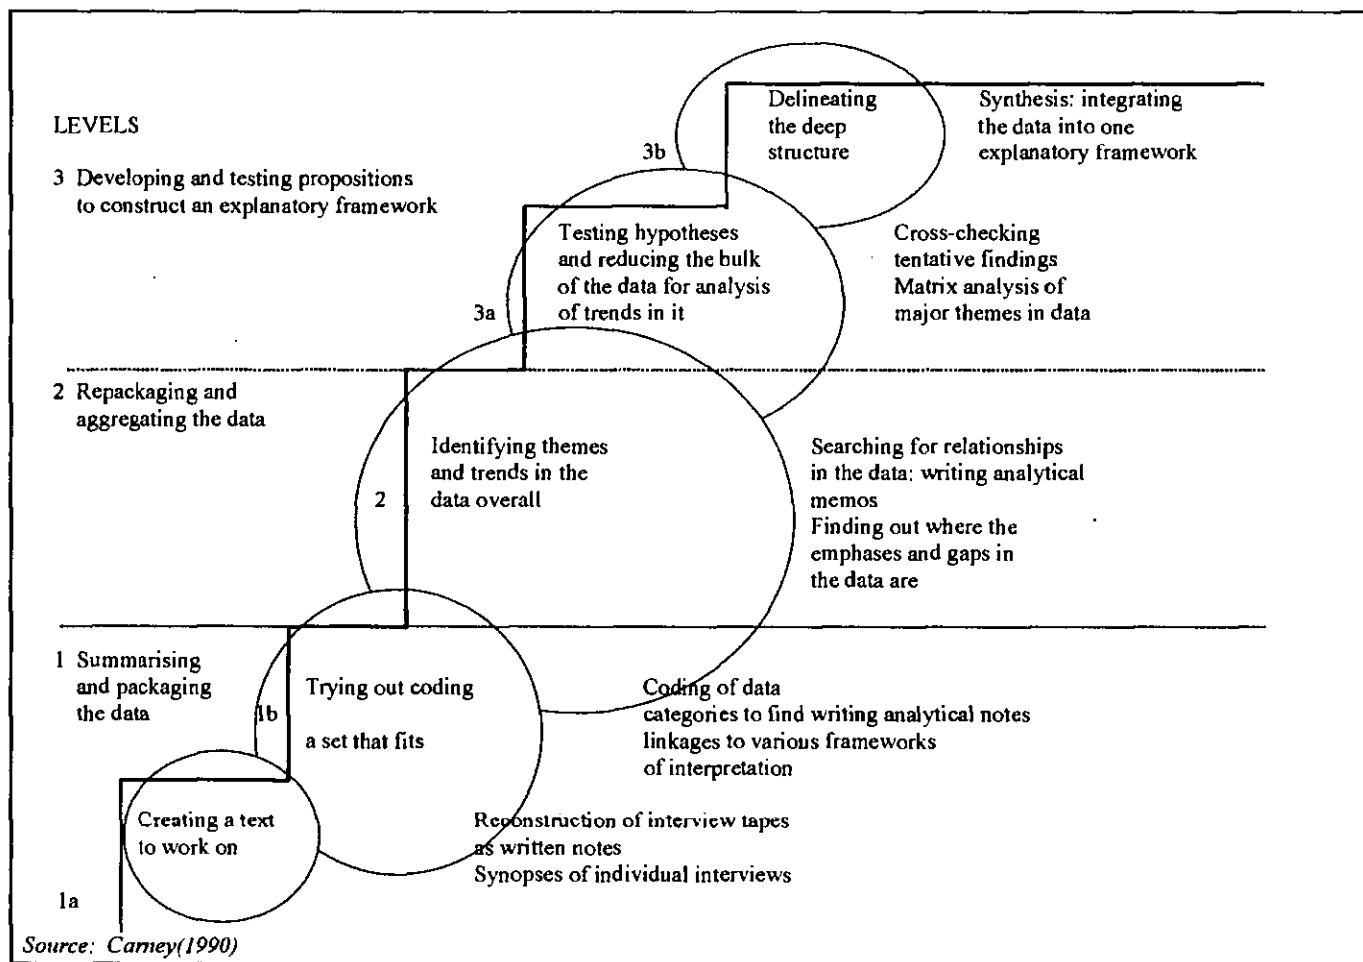 LEVELS
3 Developing and testing propositions
to construct an explanatory framework
3b
Delineating
the deep
structure
Synthesis: integrating
the data into one
explanatory framework
3a
Testing hypotheses
and reducing the bulk
of the data for analysis
of trends in it
Cross-checking
tentative findings
Matrix analysis of
major themes in data
2 Repackaging and
aggregating the data
2
Identifying themes
and trends in the
data overall
Searching for relationships
in the data: writing analytical
memos
Finding out where the
emphases and gaps in
the data are
1 Summarising
and packaging
the data
1b
Trying out coding
a set that fits
Coding of data
categories to find writing analytical notes
linkages to various frameworks
of interpretation
Creating a text
to work on
Reconstruction of interview tapes
as written notes
Synopses of individual interviews
1a
Source: Carney(1990)